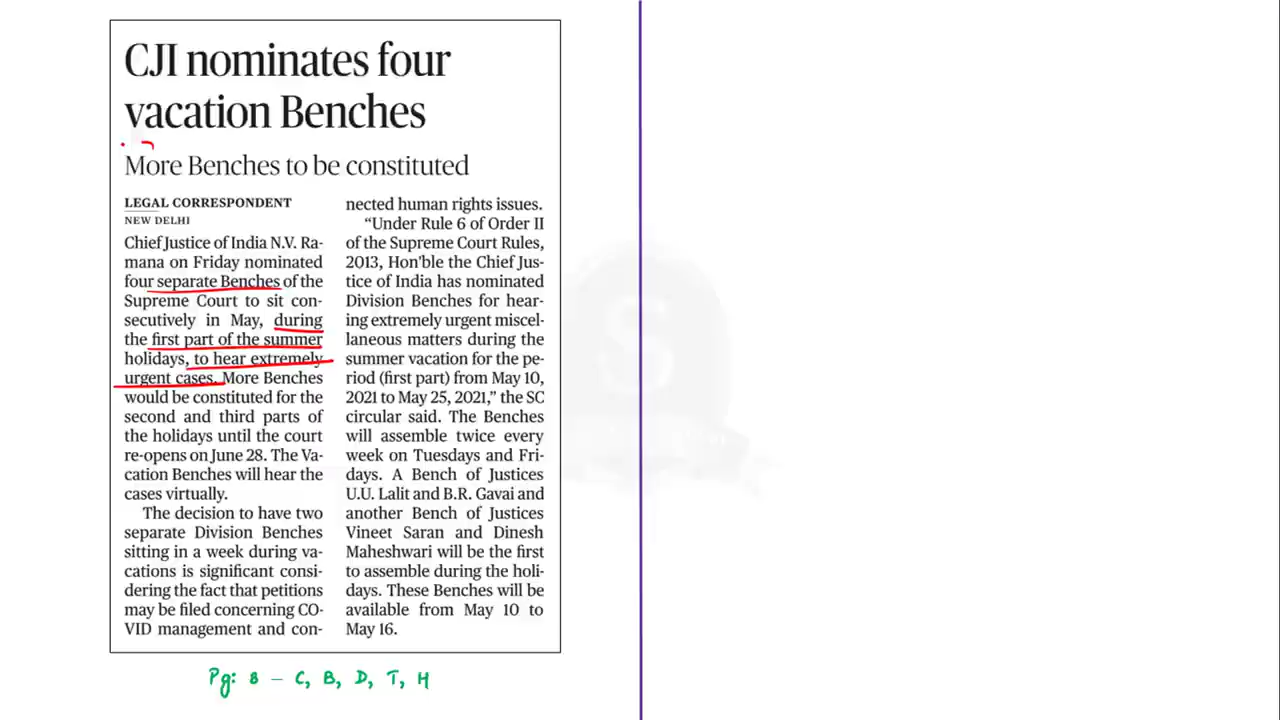 CJI nominates four
vacation Benches
More Benches to be constituted
LEGAL CORRESPONDENT
NEW DELHI
Chief Justice of India N.V. Ra-
mana on Friday nominated
four separate Benches of the
Supreme Court to sit con-
secutively in May, during
the first part of the summer
holidays, to hear extremely
urgent cases. More Benches
would be constituted for the
second and third parts of
the holidays until the court
re-opens on June 28. The Va-
cation Benches will hear the
cases virtually.
The decision to have two
separate Division Benches
sitting in a week during va-
cations is significant consi-
dering the fact that petitions
may be filed concerning CO-
VID management and con-
nected human rights issues.
“Under Rule 6 of Order II
of the Supreme Court Rules,
2013, Hon'ble the Chief Jus-
tice of India has nominated
Division Benches for hear-
ing extremely urgent miscel-
laneous matters during the
summer vacation for the pe-
riod (first part) from May 10,
2021 to May 25, 2021,” the SC
circular said. The Benches
will assemble twice every
week on Tuesdays and Fri-
days. A Bench of Justices
U.U. Lalit and B.R. Gavai and
another Bench of Justices
Vineet Saran and Dinesh
Maheshwari will be the first
to assemble during the holi-
days. These Benches will be
available from May 10 to
May 16.
Pg: 8 – C, B, D, T, H